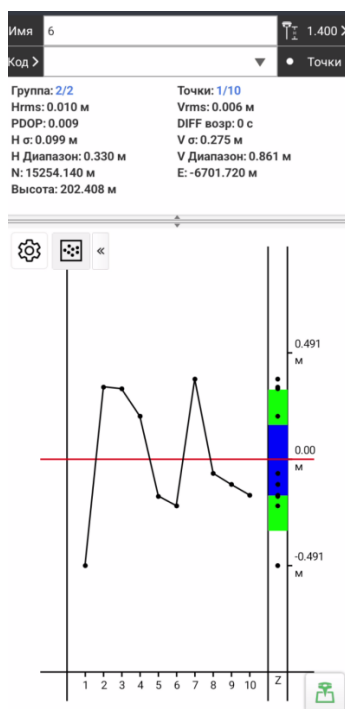 Имя 6 1.400 >
Код > Точки
Группа: 2/2 Точки: 1/10
Hrms: 0.010 м Vrms: 0.006 м
PDOP: 0.009 DIFF возр: 0 с
H σ: 0.099 м V σ: 0.275 м
H Диапазон: 0.330 м V Диапазон: 0.861 м
N: 15254.140 м E: -6701.720 м
Высота: 202.408 м
«
0.491
м
0.00
м
-0.491
м
1 2 3 4 5 6 7 8 9 10 Z